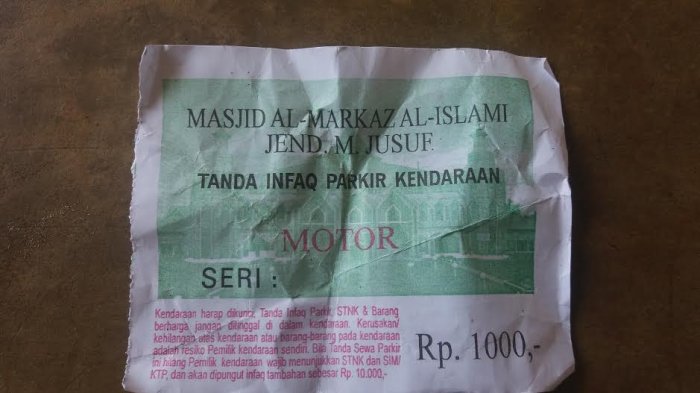 MASJID AL-MARKAZ AL-ISLAMI
JEND. M. JUSUF
TANDA INFAQ PARKIR KENDARAAN
MOTOR
SERI :
Kendaraan harap dikunci, Tanda Infaq Parkir, STNK & Barang
berharga jangan ditinggal di dalam kendaraan. Kerusakan/
kehilangan atas kendaraan atau barang-barang pada kendaraan
adalah resiko Pemilik kendaraan sendiri. Bila Tanda Sewa Parkir
ini hilang Pemilik kendaraan wajib menunjukkan STNK dan SIM/
KTP, dan akan dipungut infaq tambahan sebesar Rp. 10.000,-
Rp. 1000,-